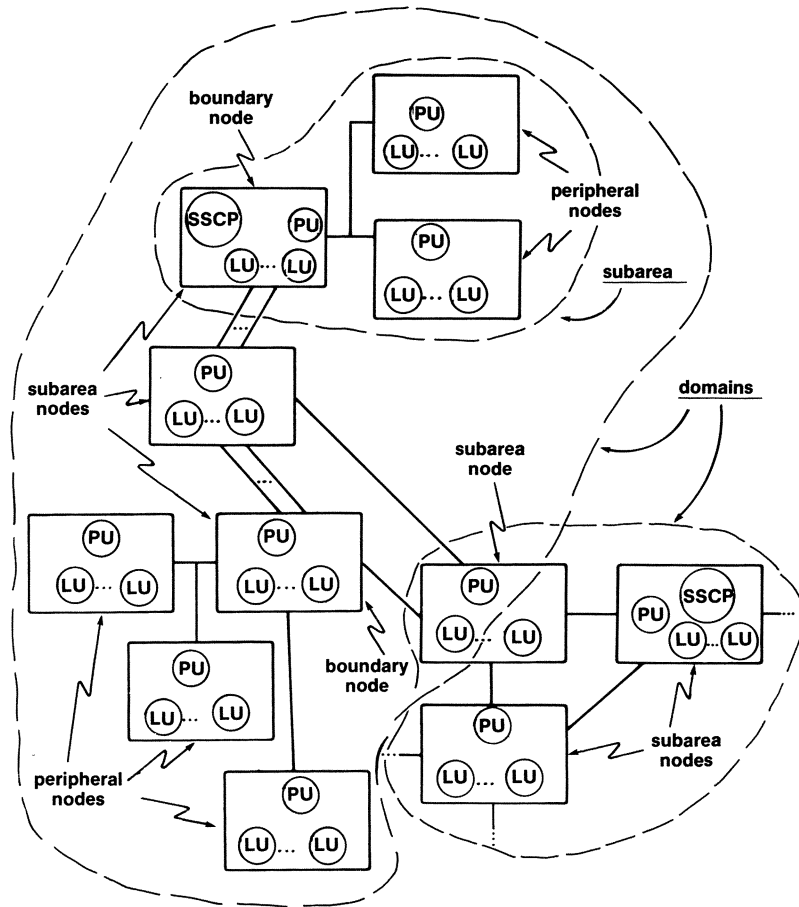 boundary
node
PU
LU ... LU
SSCP
PU
LU ... LU
peripheral
nodes
PU
LU ... LU
subarea
...
PU
LU ... LU
subarea
nodes
domains
...
subarea
node
PU
LU ... LU
PU
LU ... LU
PU
LU ... LU
SSCP
PU
LU ... LU
...
boundary
node
PU
LU ... LU
PU
LU ... LU
...
subarea
nodes
peripheral
nodes
PU
LU ... LU
...